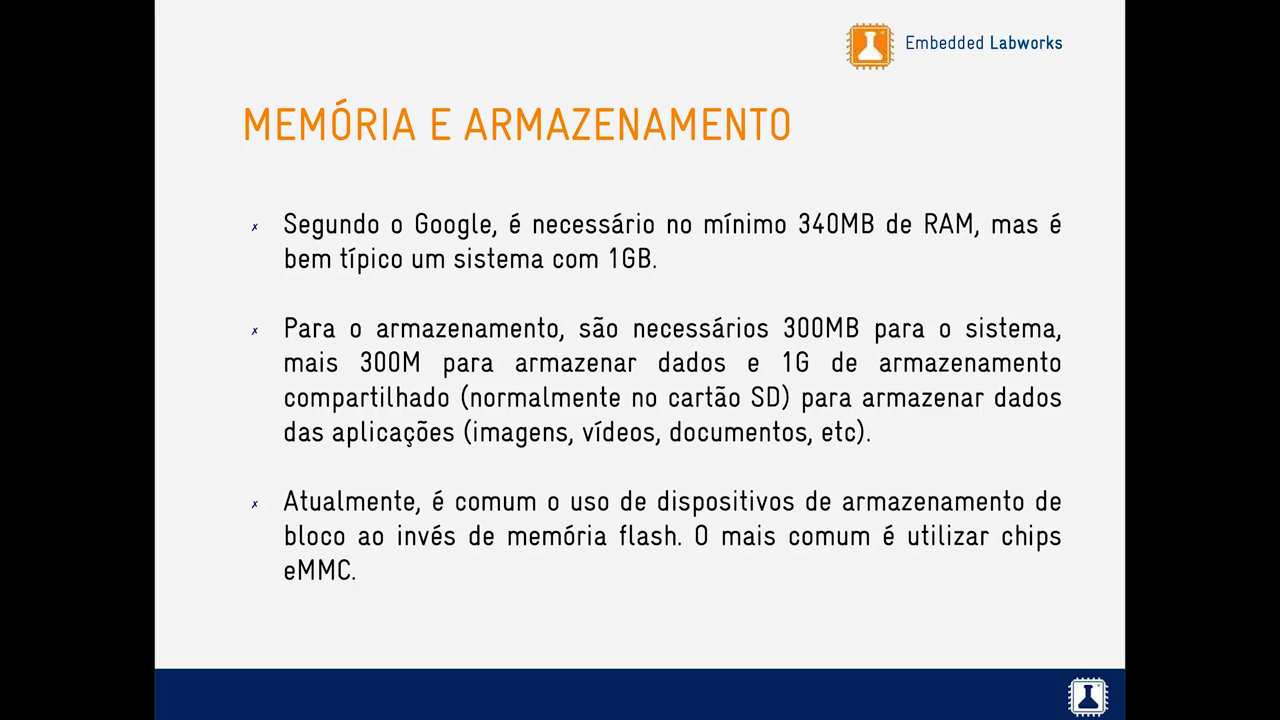 Embedded Labworks
MEMÓRIA E ARMAZENAMENTO
✗ Segundo o Google, é necessário no mínimo 340MB de RAM, mas é
bem típico um sistema com 1GB.
✗ Para o armazenamento, são necessários 300MB para o sistema,
mais 300M para armazenar dados e 1G de armazenamento
compartilhado (normalmente no cartão SD) para armazenar dados
das aplicações (imagens, vídeos, documentos, etc).
✗ Atualmente, é comum o uso de dispositivos de armazenamento de
bloco ao invés de memória flash. O mais comum é utilizar chips
eMMC.